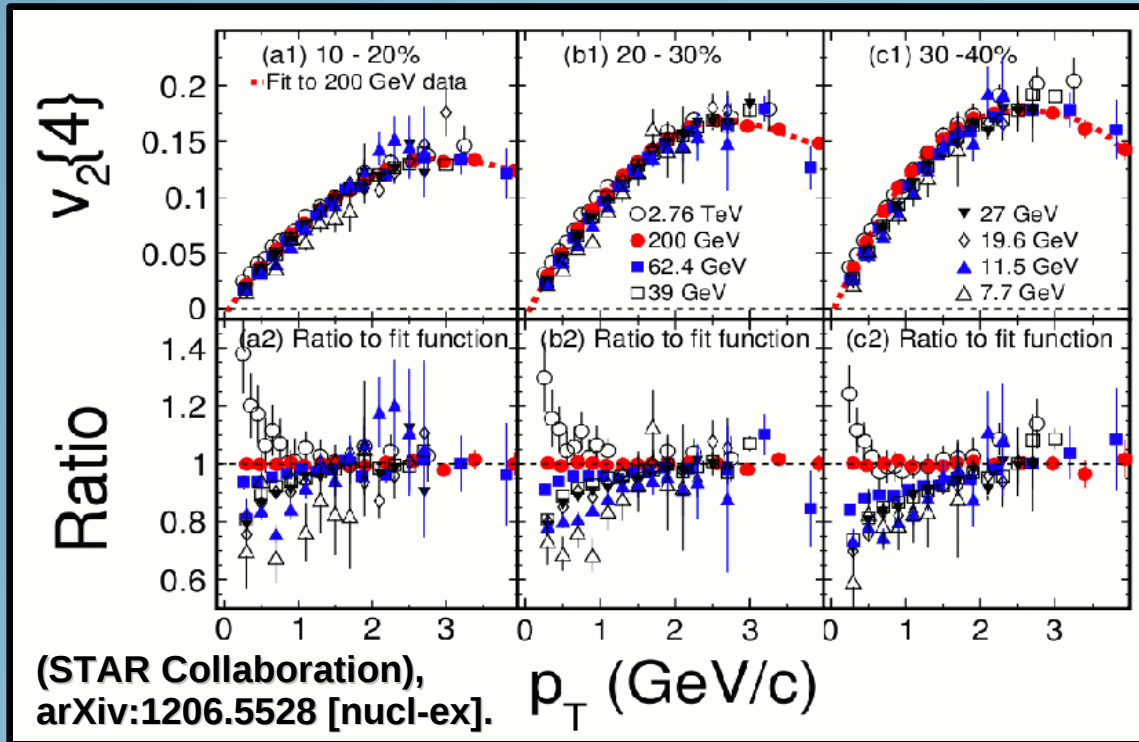 (a1) 10 - 20%
Fit to 200 GeV data
(b1) 20 - 30%
(c1) 30 -40%
v2{4}
0.2
0.15
0.1
0.05
0
2.76 TeV
200 GeV
62.4 GeV
39 GeV
27 GeV
19.6 GeV
11.5 GeV
7.7 GeV
(a2) Ratio to fit function
(b2) Ratio to fit function
(c2) Ratio to fit function
Ratio
1.4
1.2
1
0.8
0.6
0 1 2 3 0 1 2 3 0 1 2 3 4
pT (GeV/c)
(STAR Collaboration),
arXiv:1206.5528 [nucl-ex].